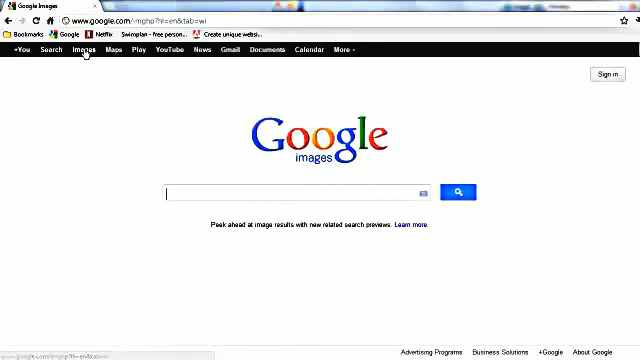 Google Images
www.google.com/imghp?hl=en&tab=wi
Bookmarks Google Netflix Swimplan - free person... Create unique websi...
+You Search Images Maps Play YouTube News Gmail Documents Calendar More
Sign in
Google
images
Peek ahead at image results with new related search previews. Learn more.
www.google.com/imghp?hl=en&tab=wi
Advertising Programs Business Solutions +Google About Google